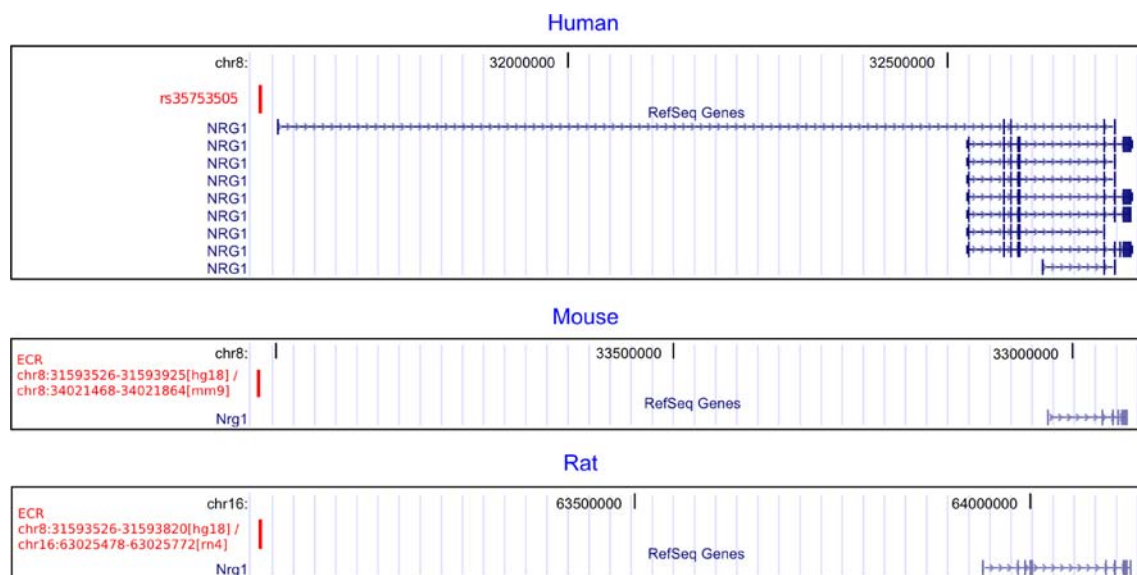 Human
chr8: 32000000 32500000
rs35753505
RefSeq Genes
NRG1
NRG1
NRG1
NRG1
NRG1
NRG1
NRG1
NRG1
NRG1
Mouse
chr8: 33500000 33000000
ECR
chr8:31593526-31593925[hg18] /
chr8:34021468-34021864[mm9]
RefSeq Genes
Nrg1
Rat
chr16: 63500000 64000000
ECR
chr8:31593526-31593820[hg18] /
chr16:63025478-63025772[rn4]
RefSeq Genes
Nrg1